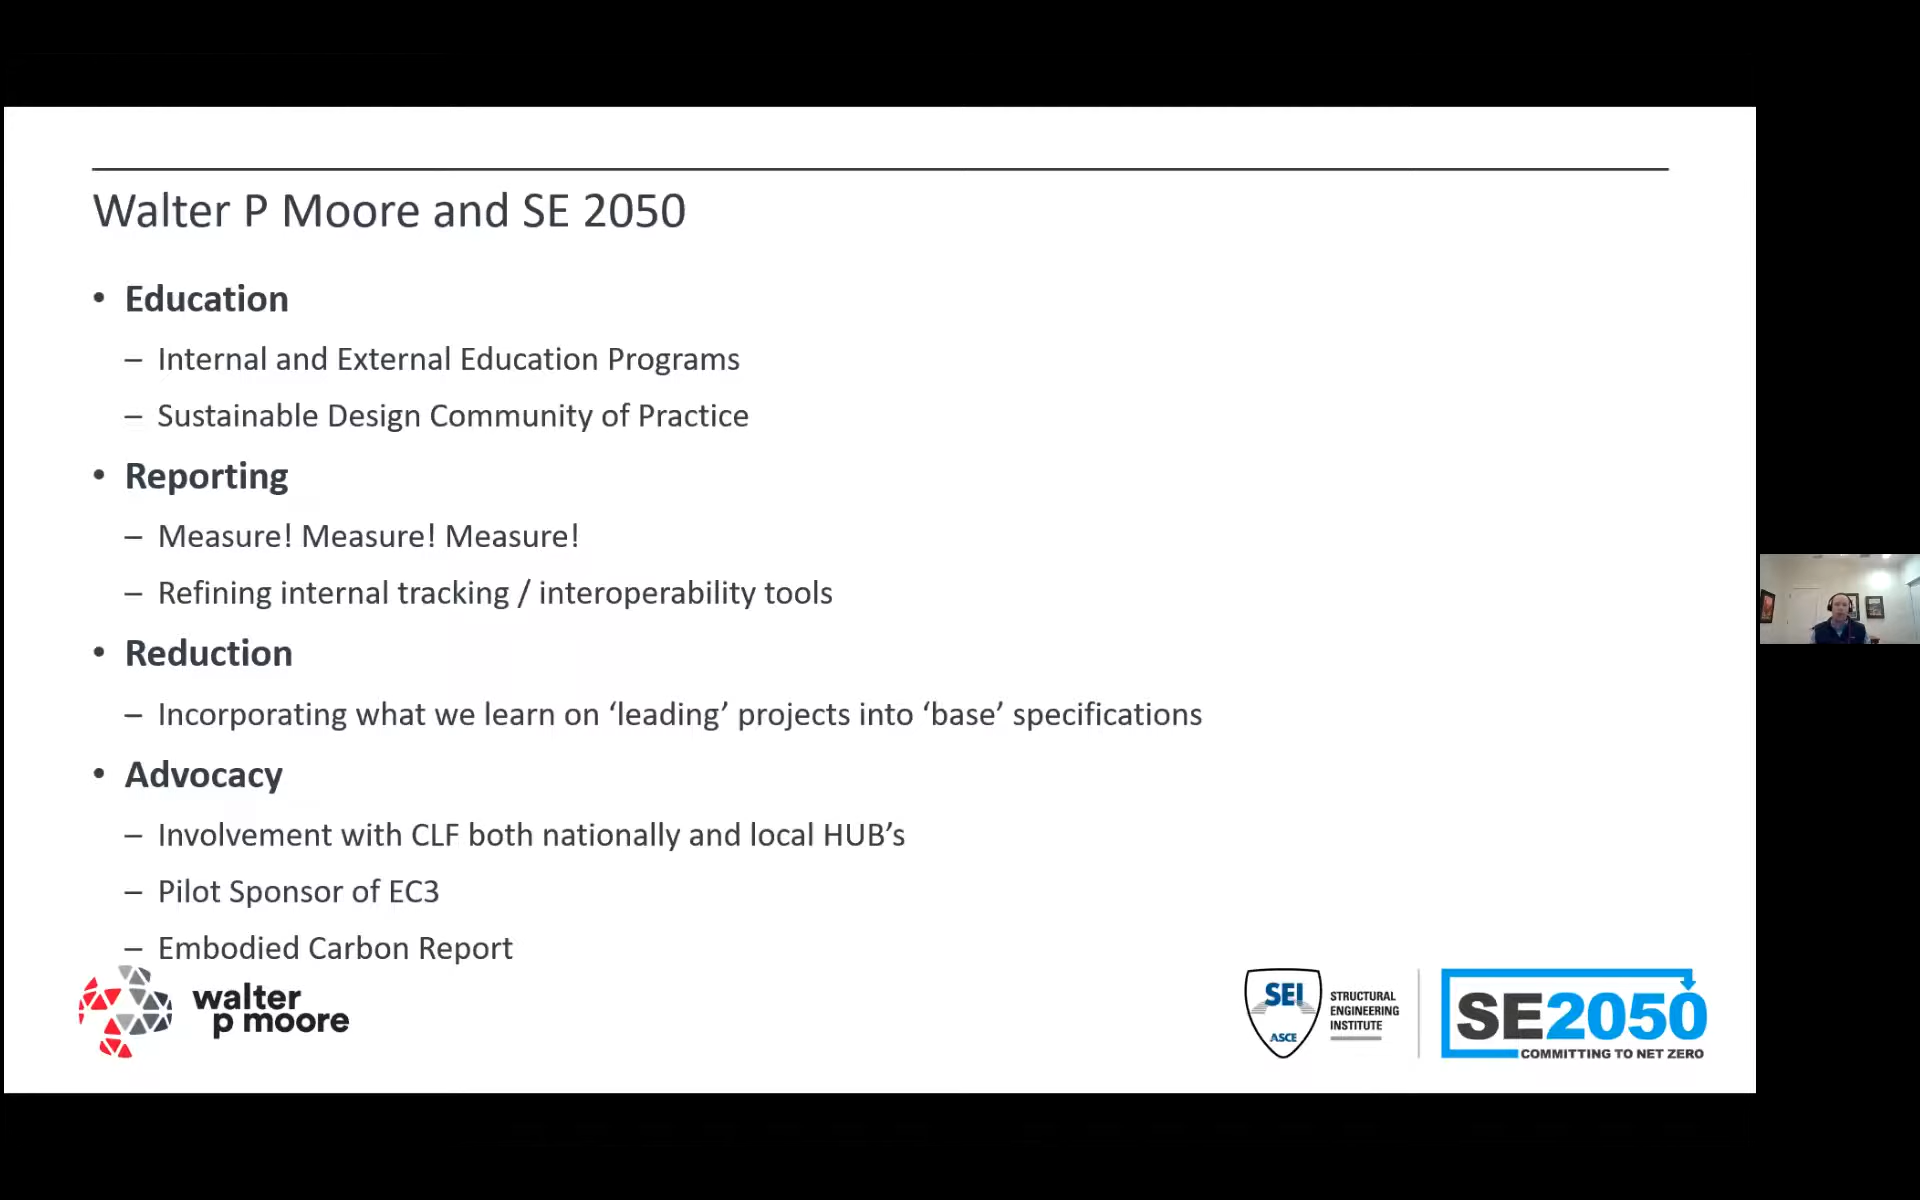 Walter P Moore and SE 2050
• Education
– Internal and External Education Programs
– Sustainable Design Community of Practice
• Reporting
– Measure! Measure! Measure!
– Refining internal tracking / interoperability tools
• Reduction
– Incorporating what we learn on ‘leading’ projects into ‘base’ specifications
• Advocacy
– Involvement with CLF both nationally and local HUB’s
– Pilot Sponsor of EC3
– Embodied Carbon Report
walter
p moore
SEI
ASCE
STRUCTURAL
ENGINEERING
INSTITUTE
SE2050
COMMITTING TO NET ZERO